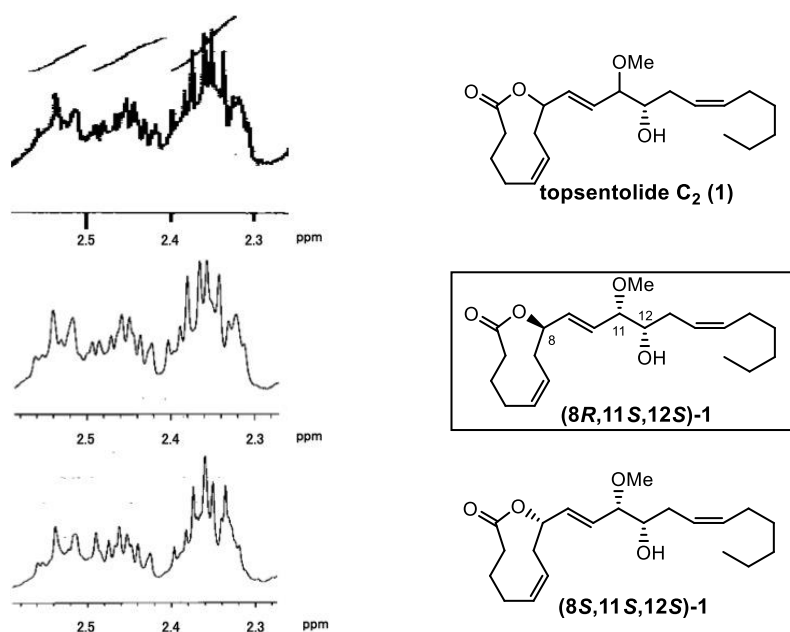 O
O
OMe
OH
topsentolide C₂ (1)
2.5 2.4 2.3 ppm
O
O
8
OMe
11
12
OH
(8R,11S,12S)-1
2.5 2.4 2.3 ppm
O
O
OMe
OH
(8S,11S,12S)-1
2.5 2.4 2.3 ppm